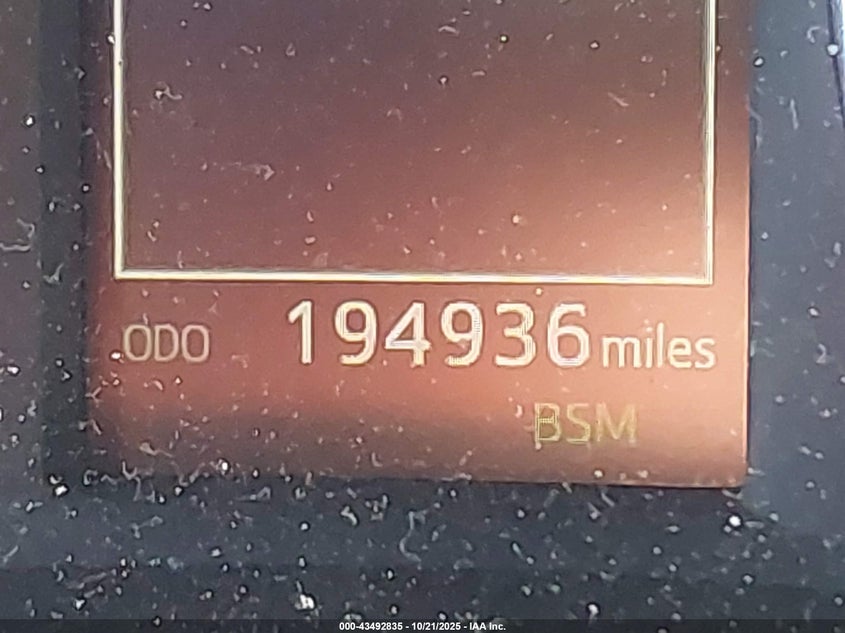 ODO 194936 miles
BSM
000-43492835 - 10/21/2025 - IAA Inc.